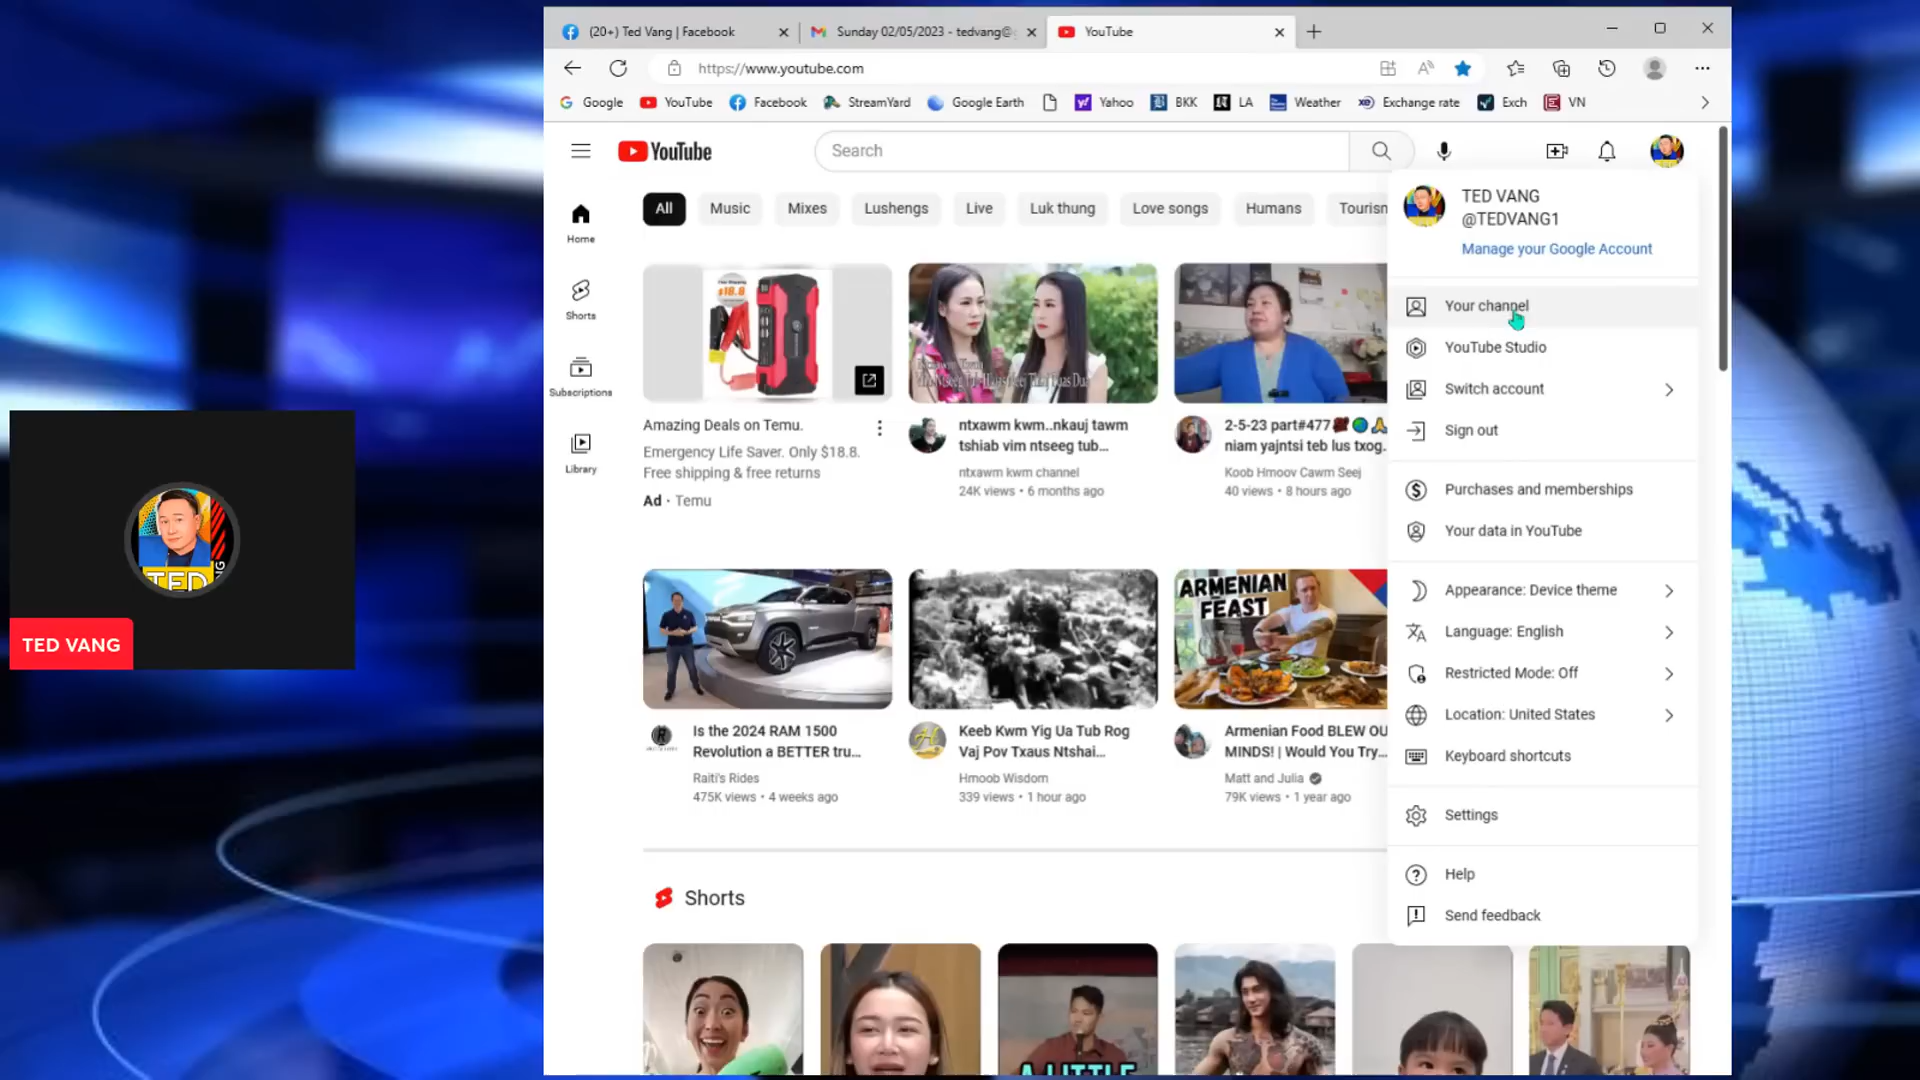 (20+) Ted Vang | Facebook
Sunday 02/05/2023 - tedvang@
YouTube
https://www.youtube.com
Google
YouTube
Facebook
StreamYard
Google Earth
Yahoo
BKK
LA
Weather
Exchange rate
Exch
VN
YouTube
Search
All
Music
Mixes
Lushengs
Live
Luk thung
Love songs
Humans
Tourism
Home
Shorts
Subscriptions
Library
$18.8
Amazing Deals on Temu.
Emergency Life Saver. Only $18.8.
Free shipping & free returns
Ad · Temu
ntxawm kwm..nkauj tawm
tshiab vim ntseeg tub...
ntxawm kwm channel
24K views • 6 months ago
2-5-23 part#477
niam yajntsi teb lus txog.
Koob Hmoov Cawm Seej
40 views • 8 hours ago
ARMENIAN
FEAST
Is the 2024 RAM 1500
Revolution a BETTER tru...
Raiti's Rides
475K views • 4 weeks ago
Keeb Kwm Yig Ua Tub Rog
Vaj Pov Txaus Ntshai...
Hmoob Wisdom
339 views • 1 hour ago
Armenian Food BLEW OU
MINDS! | Would You Try...
Matt and Julia
79K views • 1 year ago
Shorts
A LITTLE
TED VANG
@TEDVANG1
Manage your Google Account
Your channel
YouTube Studio
Switch account
Sign out
Purchases and memberships
Your data in YouTube
Appearance: Device theme
Language: English
Restricted Mode: Off
Location: United States
Keyboard shortcuts
Settings
Help
Send feedback
TED
TED VANG